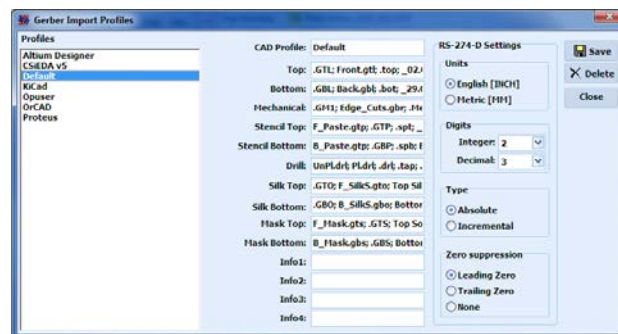 Gerber Import Profiles
Profiles
Altium Designer
CSiEDA v5
Default
KiCad
Opuser
OrCAD
Proteus
CAD Profile: Default
Top: .GTL; Front.gtl; .top; _02.
Bottom: .GBL; Back.gbl; .bot; _29.
Mechanical: .GM1; Edge_Cuts.gbr; .M
Stencil Top: F_Paste.gtp; .GTP; .spt; _
Stencil Bottom: B_Paste.gtp; .GBP; .spb;
Drill: UnPl.drl; Pl.drl; .drl; .tap; .
Silk Top: .GTO; F_SilkS.gto; Top Sil
Silk Bottom: .GBO; B_SilkS.gbo; Bottor
Mask Top: F_Mask.gts; .GTS; Top So
Mask Bottom: B_Mask.gbs; .GBS; Bottor
Info1:
Info2:
Info3:
Info4:
RS-274-D Settings
Units
English [INCH]
Metric [MM]
Digits
Integer: 2
Decimal: 3
Type
Absolute
Incremental
Zero suppression
Leading Zero
Trailing Zero
None
Save
Delete
Close